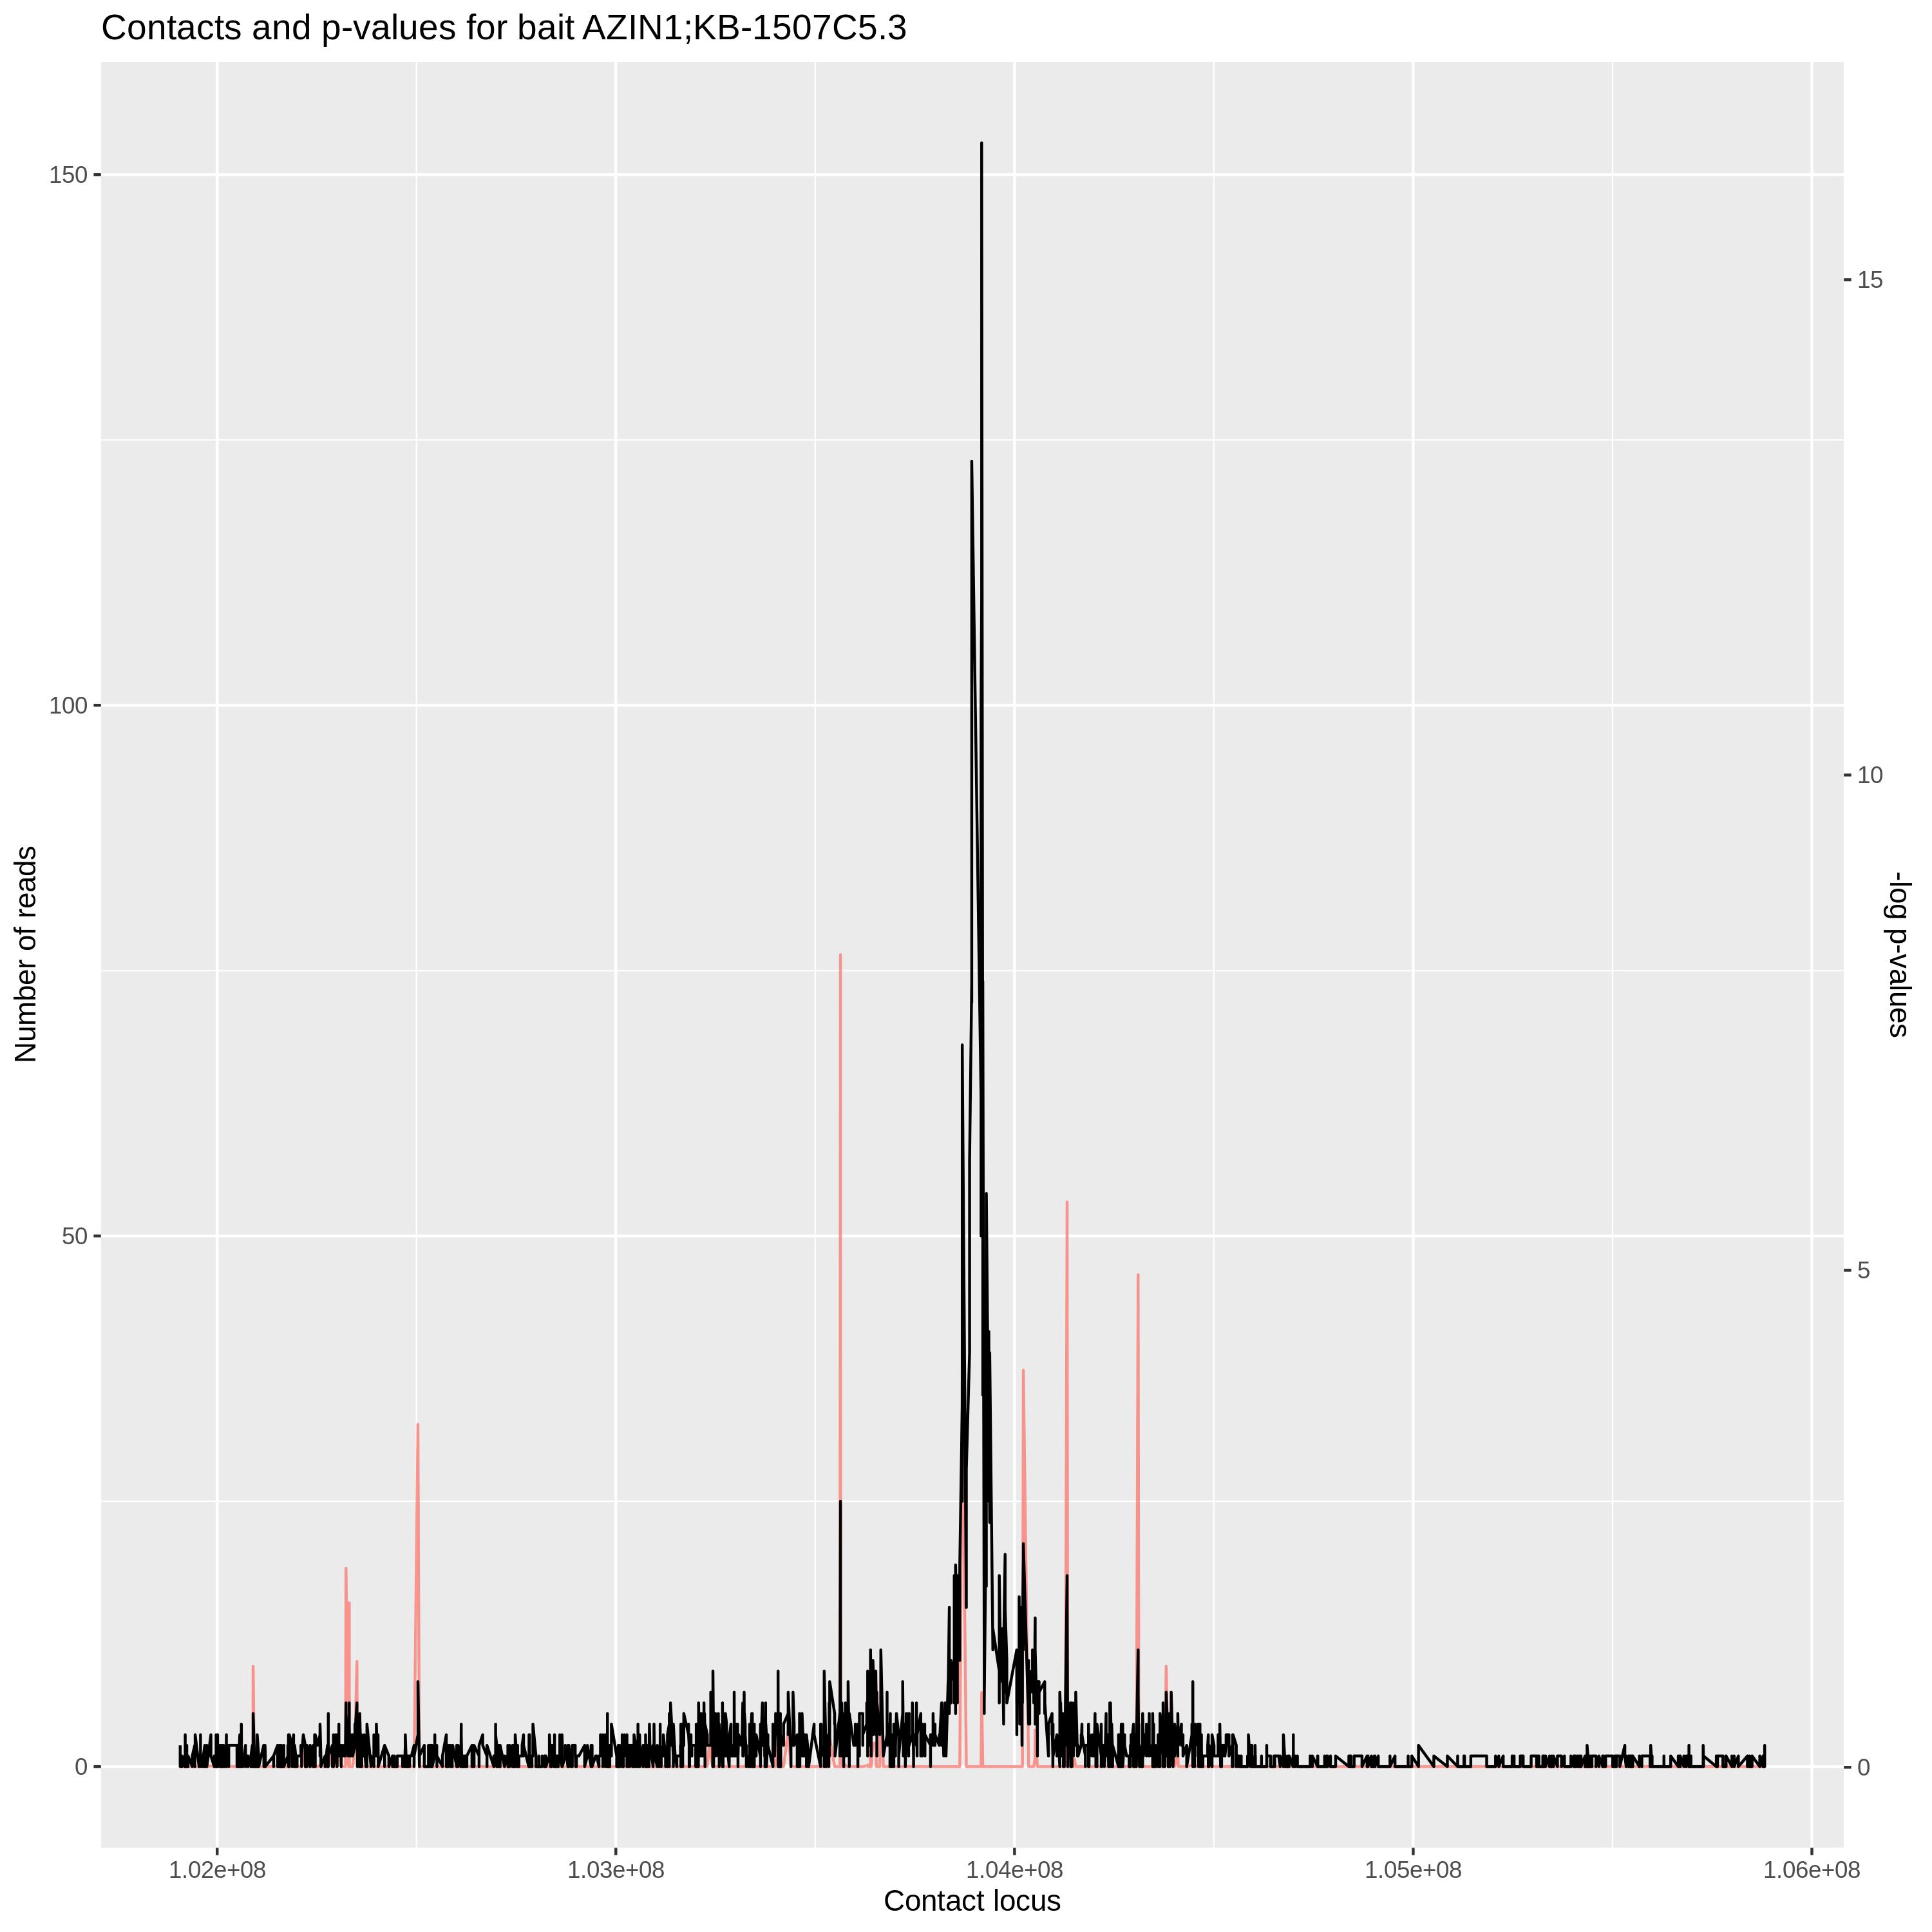 Contacts and p-values for bait AZIN1;KB-1507C5.3
150
100
50
0
Number of reads
15
10
5
0
-log p-values
1.02e+08
1.03e+08
1.04e+08
1.05e+08
1.06e+08
Contact locus